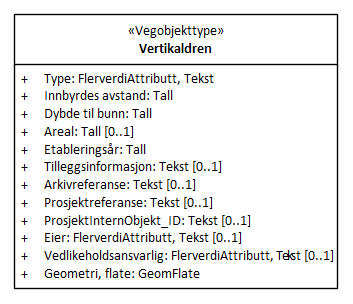 «Vegobjekttype»
Vertikaldren
+ Type: FlerverdiAttributt, Tekst
+ Innbyrdes avstand: Tall
+ Dybde til bunn: Tall
+ Areal: Tall [0..1]
+ Etableringsår: Tall
+ Tilleggsinformasjon: Tekst [0..1]
+ Arkivreferanse: Tekst [0..1]
+ Prosjektreferanse: Tekst [0..1]
+ ProsjektInternObjekt_ID: Tekst [0..1]
+ Eier: FlerverdiAttributt, Tekst [0..1]
+ Vedlikeholdsansvarlig: FlerverdiAttributt, Tekst [0..1]
+ Geometri, flate: GeomFlate